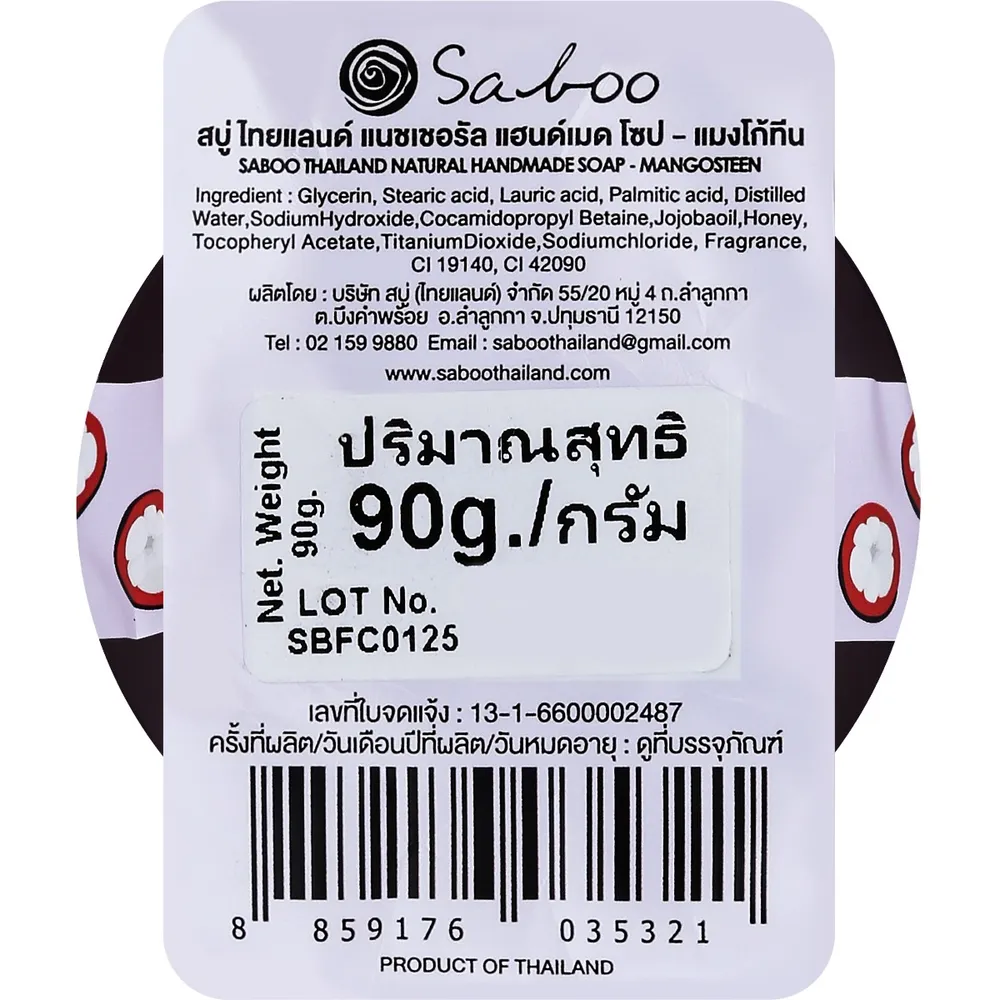 Saboo
สบู่ ไทยแลนด์ แนชเชอรัล แฮนด์เมด โซป - แมงโก้ทีน
SABOO THAILAND NATURAL HANDMADE SOAP - MANGOSTEEN
Ingredient : Glycerin, Stearic acid, Lauric acid, Palmitic acid, Distilled
Water,SodiumHydroxide,Cocamidopropyl Betaine,Jojobaoil,Honey,
Tocopheryl Acetate,TitaniumDioxide,Sodiumchloride, Fragrance,
CI 19140, CI 42090
ผลิตโดย : บริษัท สบู่ (ไทยแลนด์) จำกัด 55/20 หมู่ 4 ถ.ลำลูกกา
ต.บึงคำพร้อย อ.ลำลูกกา จ.ปทุมธานี 12150
Tel : 02 159 9880 Email : saboothailand@gmail.com
www.saboothailand.com
Net. Weight
90g.
ปริมาณสุทธิ
90g./กรัม
LOT No.
SBFC0125
เลขที่ใบจดแจ้ง : 13-1-6600002487
ครั้งที่ผลิต/วันเดือนปีที่ผลิต/วันหมดอายุ : ดูที่บรรจุภัณฑ์
8 859176 035321
PRODUCT OF THAILAND